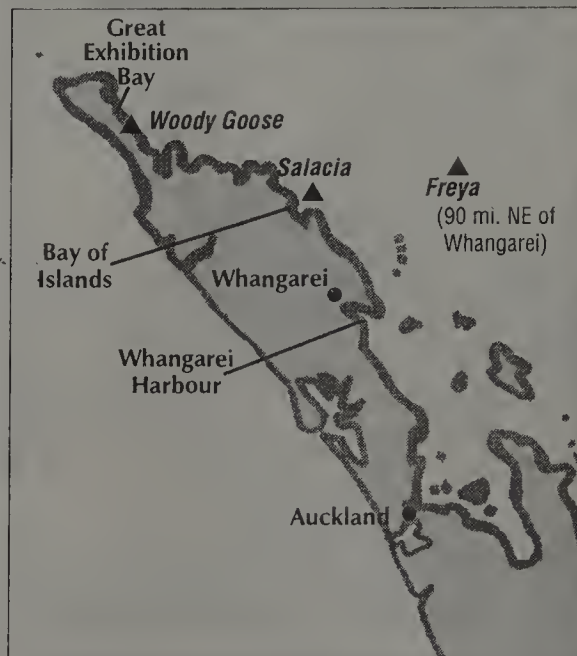 Great
Exhibition
Bay
Woody Goose
Salacia
Freya
(90 mi. NE of
Whangarei)
Bay of
Islands
Whangarei
Whangarei
Harbour
Auckland